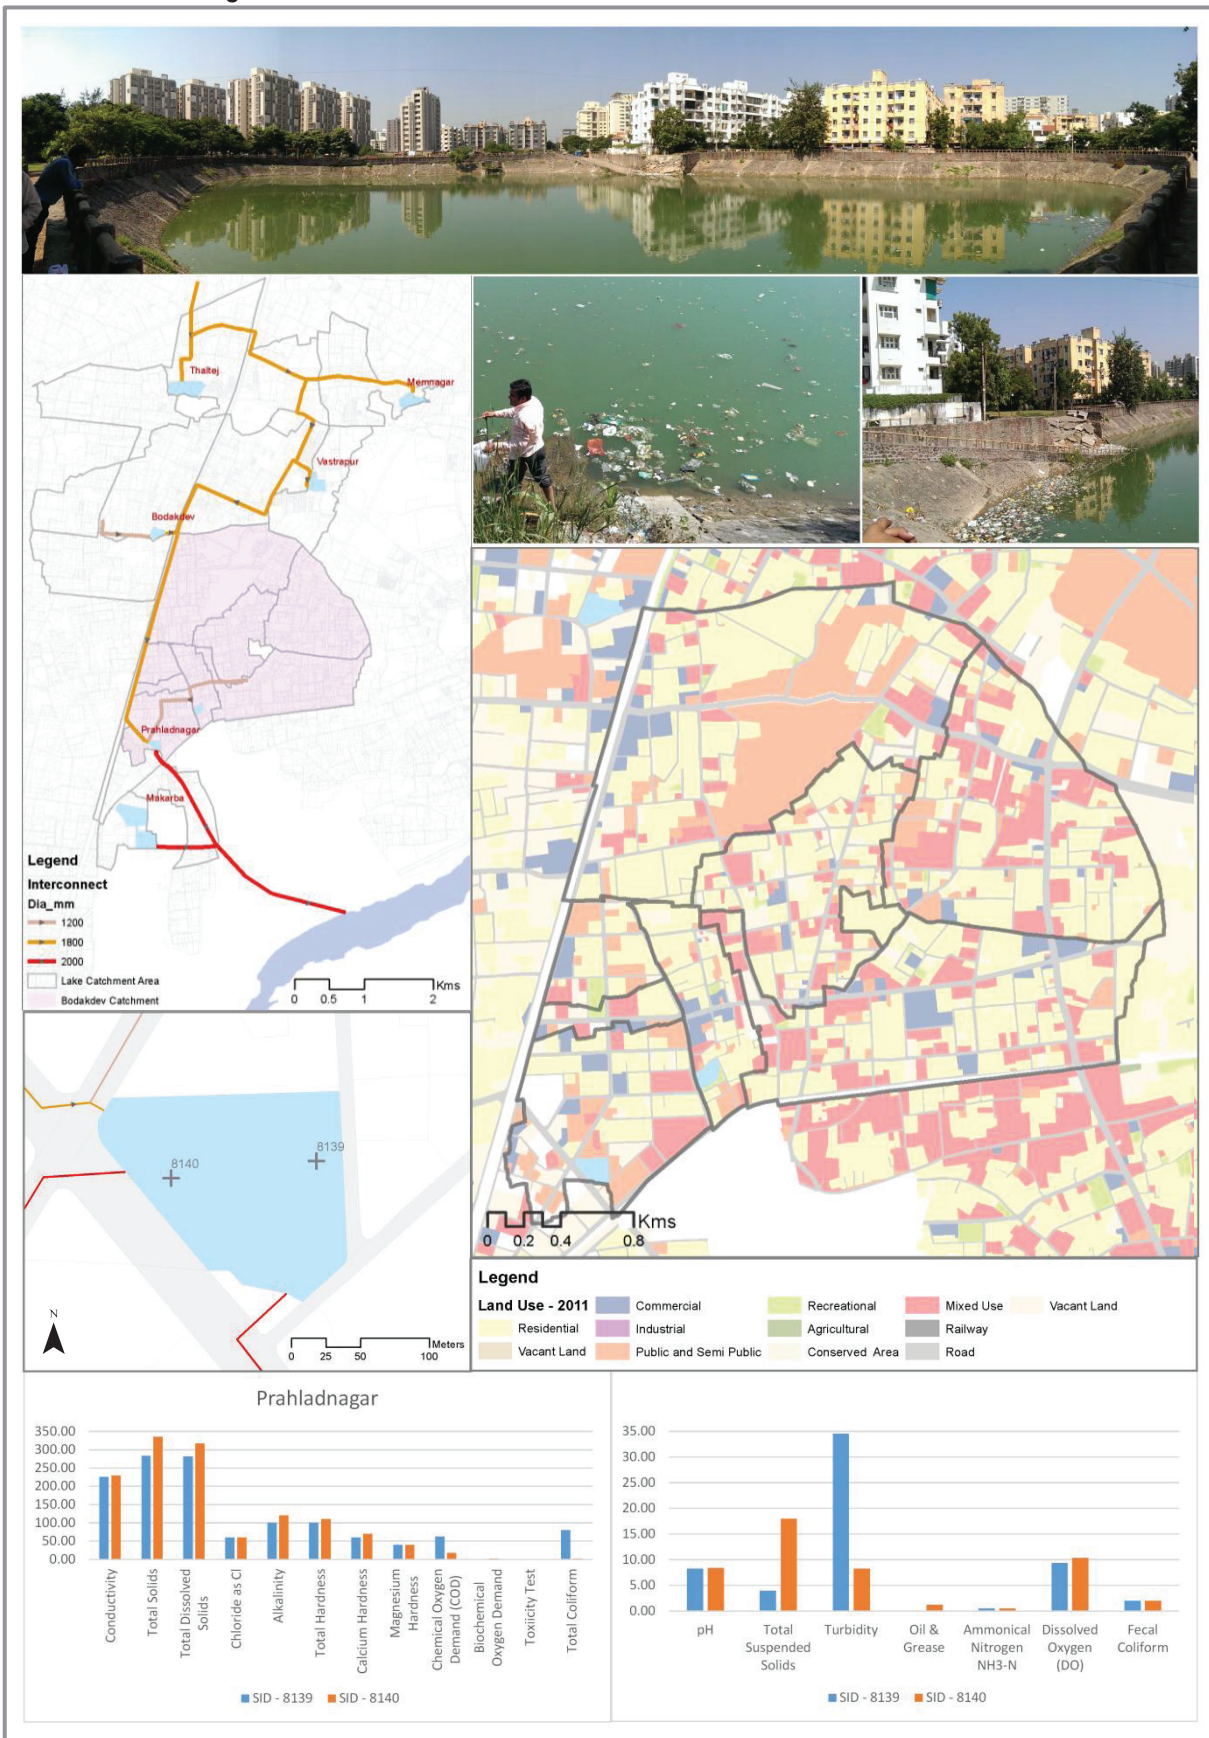 Thaltej
Memnagar
Vastrapur
Bodakdev
Prahladnagar
Makarba
Legend
Interconnect
Dia_mm
1200
1800
2000
Lake Catchment Area
Bodakdev Catchment
Kms
0 0.5 1 2
8139
8140
N
Meters
0 25 50 100
Kms
0 0.2 0.4 0.8
Legend
Land Use - 2011
Commercial
Recreational
Mixed Use
Vacant Land
Residential
Industrial
Agricultural
Railway
Vacant Land
Public and Semi Public
Conserved Area
Road
Prahladnagar
350.00
300.00
250.00
200.00
150.00
100.00
50.00
0.00
Conductivity
Total Solids
Total Dissolved
Solids
Chloride as Cl
Alkalinity
Total Hardness
Calcium Hardness
Magnesium
Hardness
Chemical Oxygen
Demand (COD)
Biochemical
Oxygen Demand
Toxiicity Test
Total Coliform
SID - 8139 SID - 8140
35.00
30.00
25.00
20.00
15.00
10.00
5.00
0.00
pH
Total
Suspended
Solids
Turbidity
Oil &
Grease
Ammonical
Nitrogen
NH3-N
Dissolved
Oxygen
(DO)
Fecal
Coliform
SID - 8139 SID - 8140